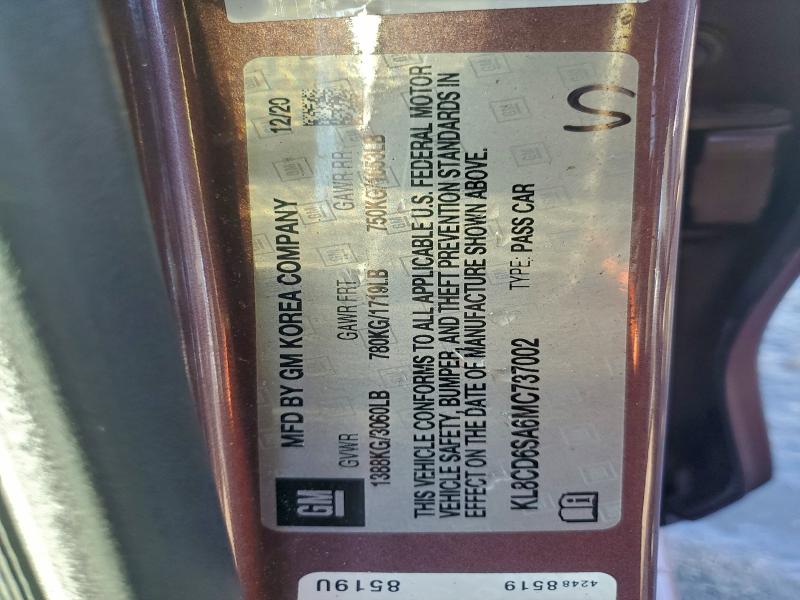 MFD BY GM KOREA COMPANY 12/20
GVWR GAWR FRT GAWR RR
1388KG/3060LB 780KG/1719LB 750KG/1653LB
THIS VEHICLE CONFORMS TO ALL APPLICABLE U.S. FEDERAL MOTOR
VEHICLE SAFETY, BUMPER, AND THEFT PREVENTION STANDARDS IN
EFFECT ON THE DATE OF MANUFACTURE SHOWN ABOVE.
KL8CD6SA6MC737002 TYPE: PASS CAR
GM
S
8519U
42488519